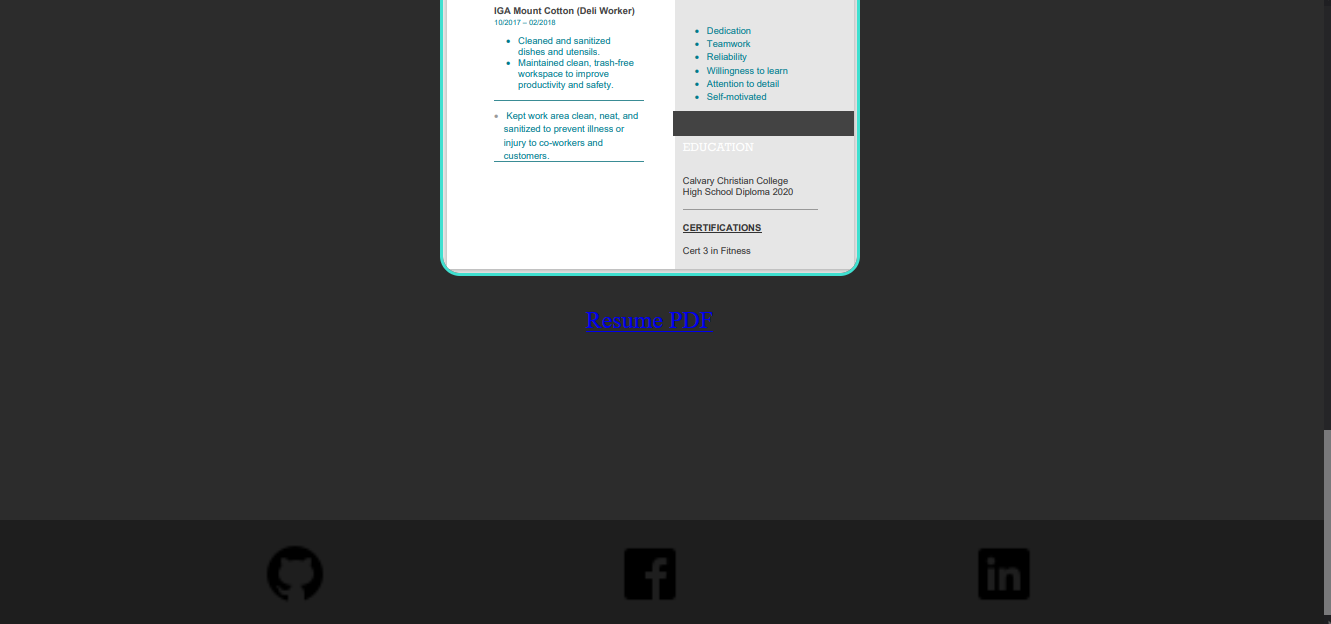 IGA Mount Cotton (Deli Worker)
10/2017 – 02/2018
• Cleaned and sanitized
dishes and utensils.
• Maintained clean, trash-free
workspace to improve
productivity and safety.
• Kept work area clean, neat, and
sanitized to prevent illness or
injury to co-workers and
customers.
• Dedication
• Teamwork
• Reliability
• Willingness to learn
• Attention to detail
• Self-motivated
EDUCATION
Calvary Christian College
High School Diploma 2020
CERTIFICATIONS
Cert 3 in Fitness
Resume PDF
f
in